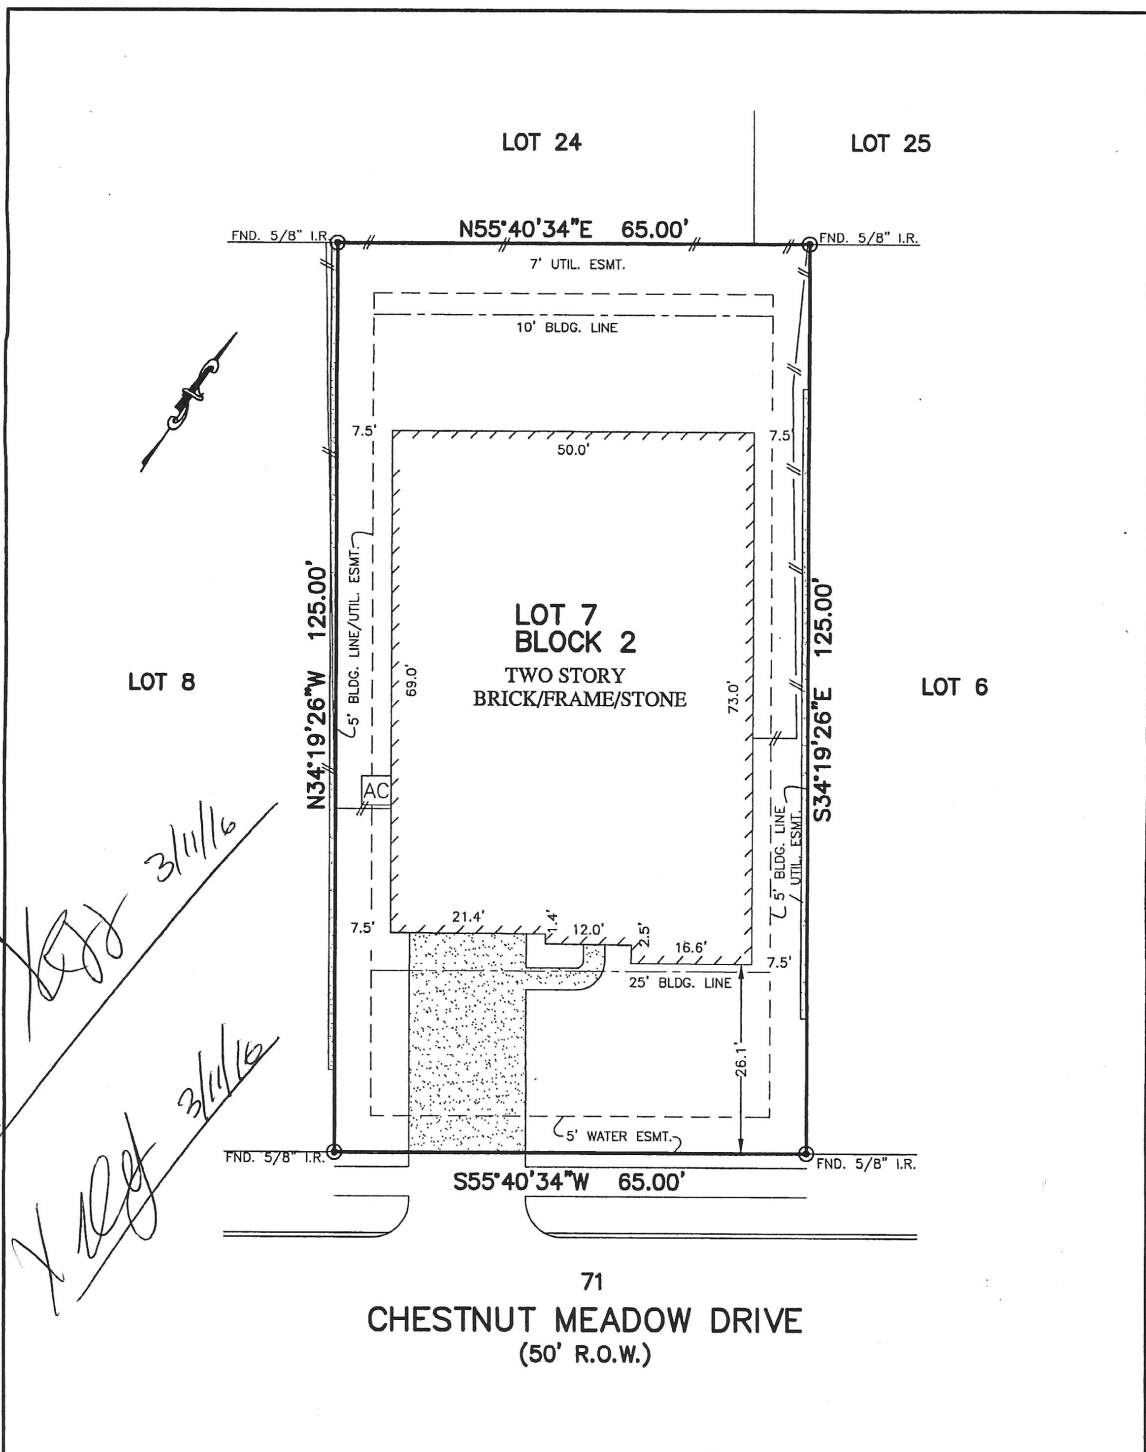 LOT 24
LOT 25
N55°40'34"E 65.00'
FND. 5/8" I.R.
FND. 5/8" I.R.
7' UTIL. ESMT.
10' BLDG. LINE
7.5'
7.5'
50.0'
5' BLDG. LINE/UTIL. ESMT.
N34°19'26"W 125.00'
S34°19'26"E 125.00'
LOT 7
BLOCK 2
TWO STORY
BRICK/FRAME/STONE
69.0'
73.0'
LOT 8
LOT 6
AC
5' BLDG. LINE
/ UTIL. ESMT.
3/11/16
21.4'
1.4'
12.0'
2.5'
16.6'
7.5'
7.5'
25' BLDG. LINE
26.1'
X
3/11/16
5' WATER ESMT.
FND. 5/8" I.R.
FND. 5/8" I.R.
S55°40'34"W 65.00'
71
CHESTNUT MEADOW DRIVE
(50' R.O.W.)